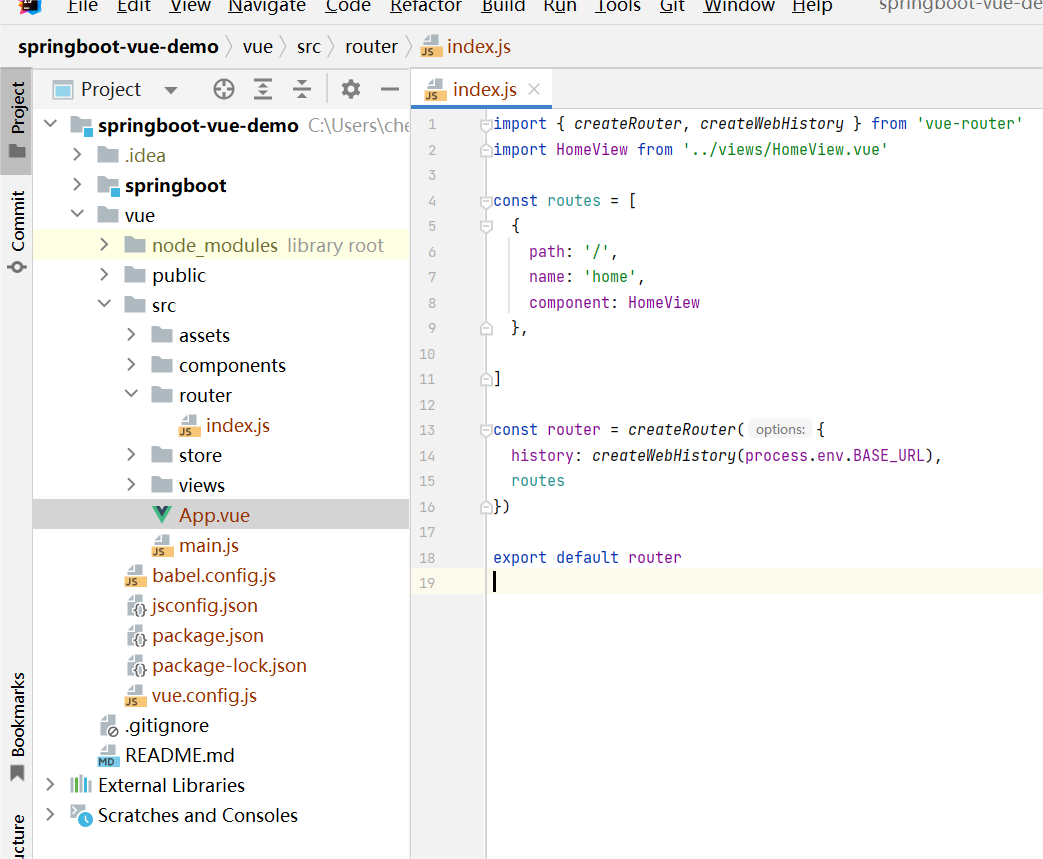 File Edit View Navigate Code Refactor Build Run Tools Git Window Help springboot-vue-de
springboot-vue-demo vue src router index.js
Project
Commit
Bookmarks
Project
springboot-vue-demo C:\Users\che
.idea
springboot
vue
node_modules library root
public
src
assets
components
router
index.js
store
views
App.vue
main.js
babel.config.js
jsconfig.json
package.json
package-lock.json
vue.config.js
.gitignore
README.md
External Libraries
Scratches and Consoles
index.js
1 import { createRouter, createWebHistory } from 'vue-router'
2 import HomeView from '../views/HomeView.vue'
3
4 const routes = [
5 {
6 path: '/',
7 name: 'home',
8 component: HomeView
9 },
10
11 ]
12
13 const router = createRouter( options: {
14 history: createWebHistory(process.env.BASE_URL),
15 routes
16 })
17
18 export default router
19